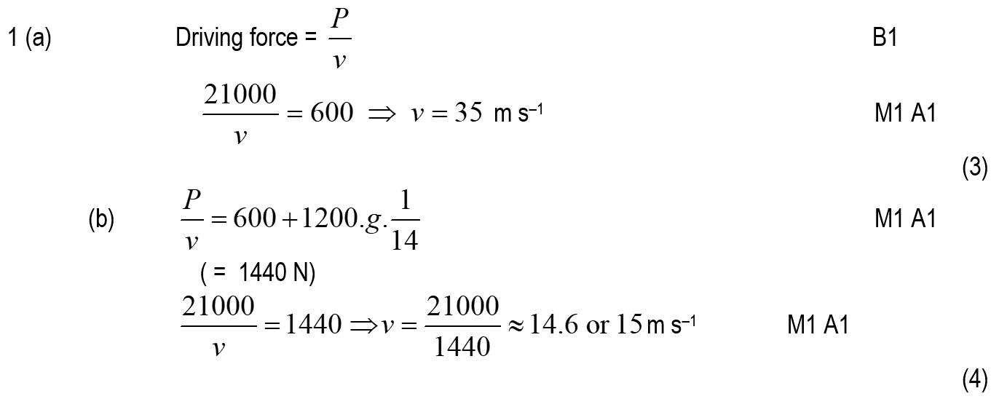 1 (a) Driving force = P/v B1
21000/v = 600 ⇒ v = 35 m s⁻¹ M1 A1
(3)
(b) P/v = 600 + 1200.g.1/14 M1 A1
( = 1440 N)
21000/v = 1440 ⇒ v = 21000/1440 ≈ 14.6 or 15 m s⁻¹ M1 A1
(4)